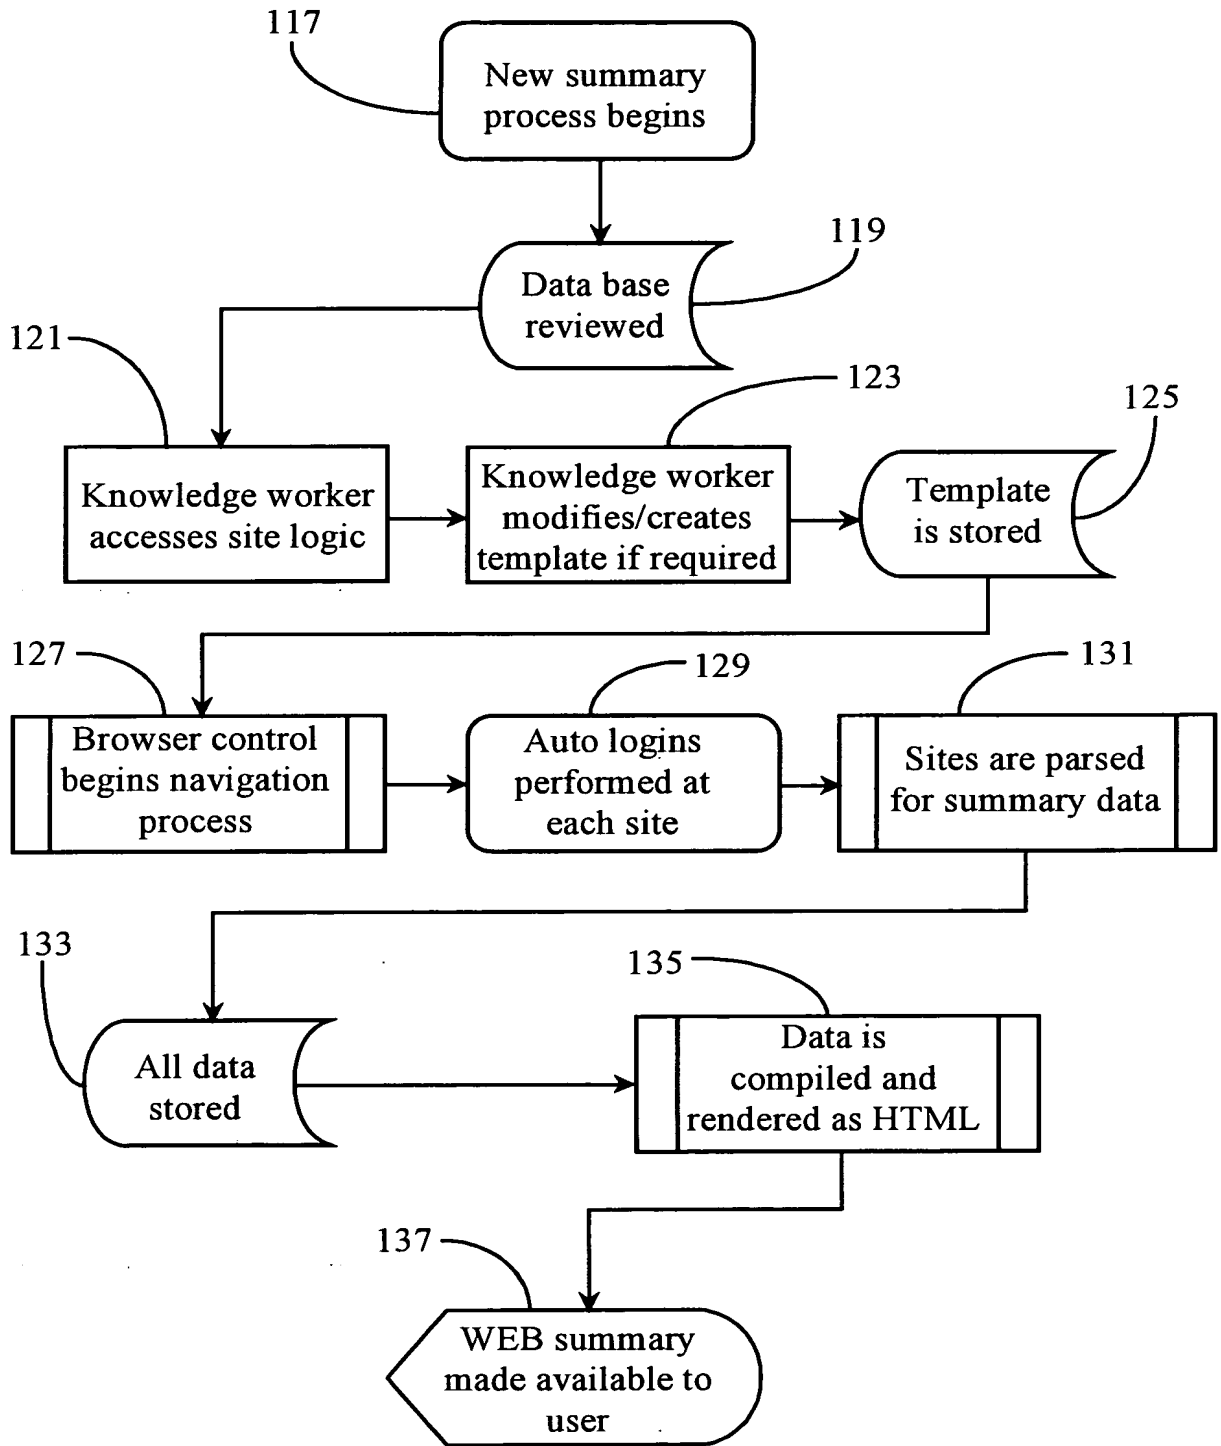 117
New summary
process begins
119
Data base
reviewed
121
Knowledge worker
accesses site logic
123
Knowledge worker
modifies/creates
template if required
125
Template
is stored
127
Browser control
begins navigation
process
129
Auto logins
performed at
each site
131
Sites are parsed
for summary data
133
All data
stored
135
Data is
compiled and
rendered as HTML
137
WEB summary
made available to
user